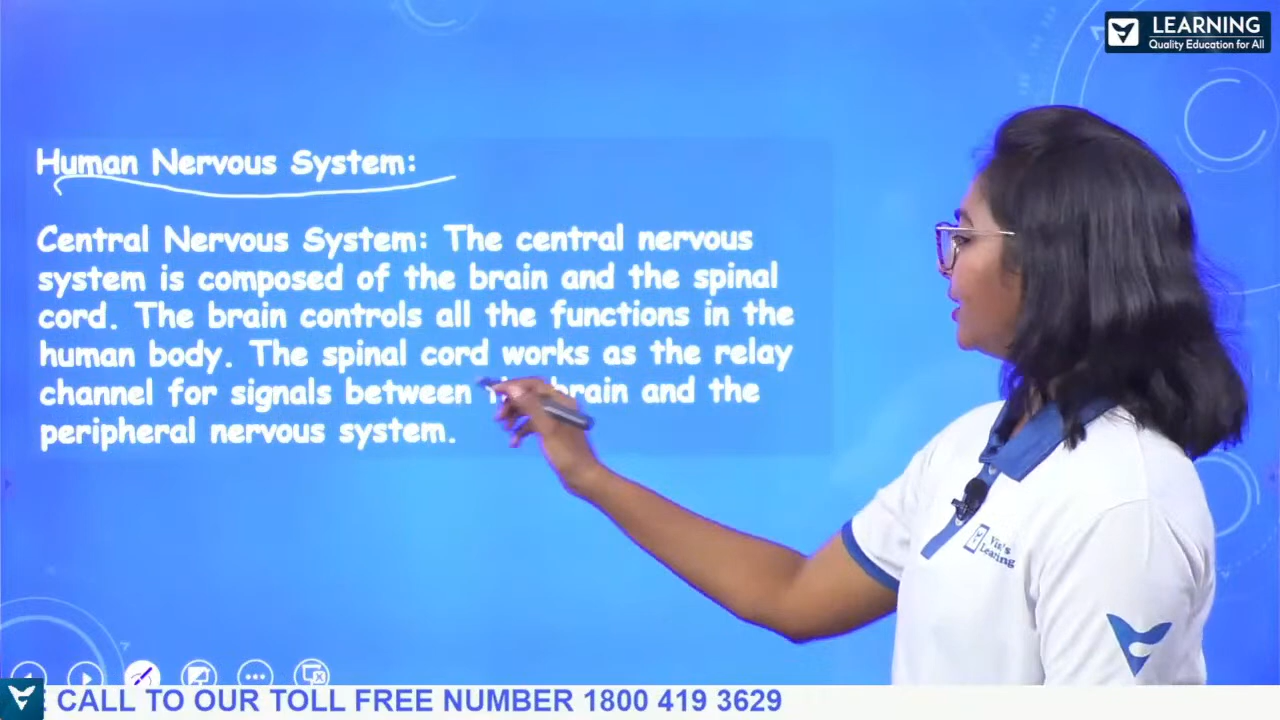 LEARNING
Quality Education for All
Human Nervous System:
Central Nervous System: The central nervous
system is composed of the brain and the spinal
cord. The brain controls all the functions in the
human body. The spinal cord works as the relay
channel for signals between brain and the
peripheral nervous system.
Learning
CALL TO OUR TOLL FREE NUMBER 1800 419 3629